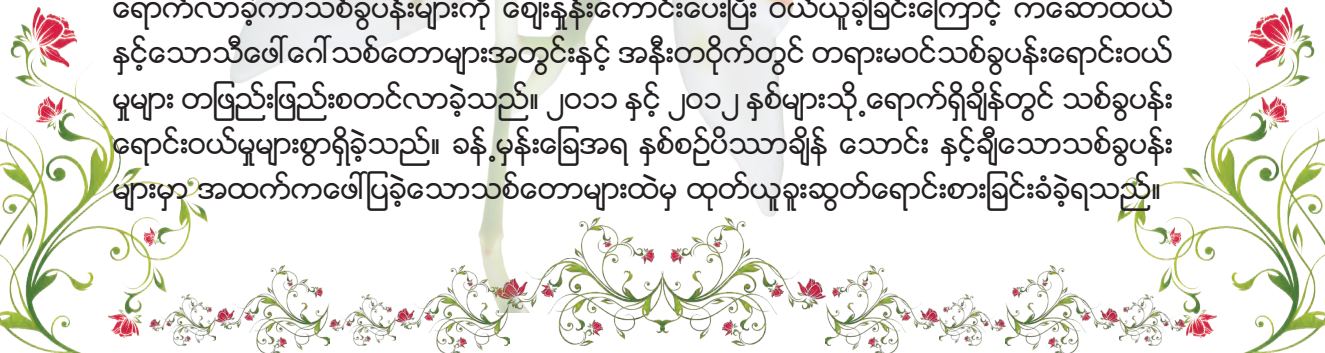 ရောက်လာခဲ့ကာသစ်ခွပန်းများကို ဈေးနှုန်းကောင်းပေးပြီး ဝယ်ယူခဲ့ခြင်းကြောင့် ကဆောထယ်
နှင့်သောသီဖေါ်ဂေါ်သစ်တောများအတွင်းနှင့် အနီးတဝိုက်တွင် တရားမဝင်သစ်ခွပန်းရောင်းဝယ်
မှုများ တဖြည်းဖြည်းစတင်လာခဲ့သည်။ ၂၀၁၁ နှင့် ၂၀၁၂ နှစ်များသို့ ရောက်ရှိချိန်တွင် သစ်ခွပန်း
ရောင်းဝယ်မှုများစွာရှိခဲ့သည်။ ခန့်မှန်းခြေအရ နှစ်စဉ်ပိဿာချိန် သောင်း နှင့်ချီသောသစ်ခွပန်း
များမှာ အထက်ကဖေါ်ပြခဲ့သောသစ်တောများထဲမှ ထုတ်ယူခူးဆွတ်ရောင်းစားခြင်းခံခဲ့ရသည်။